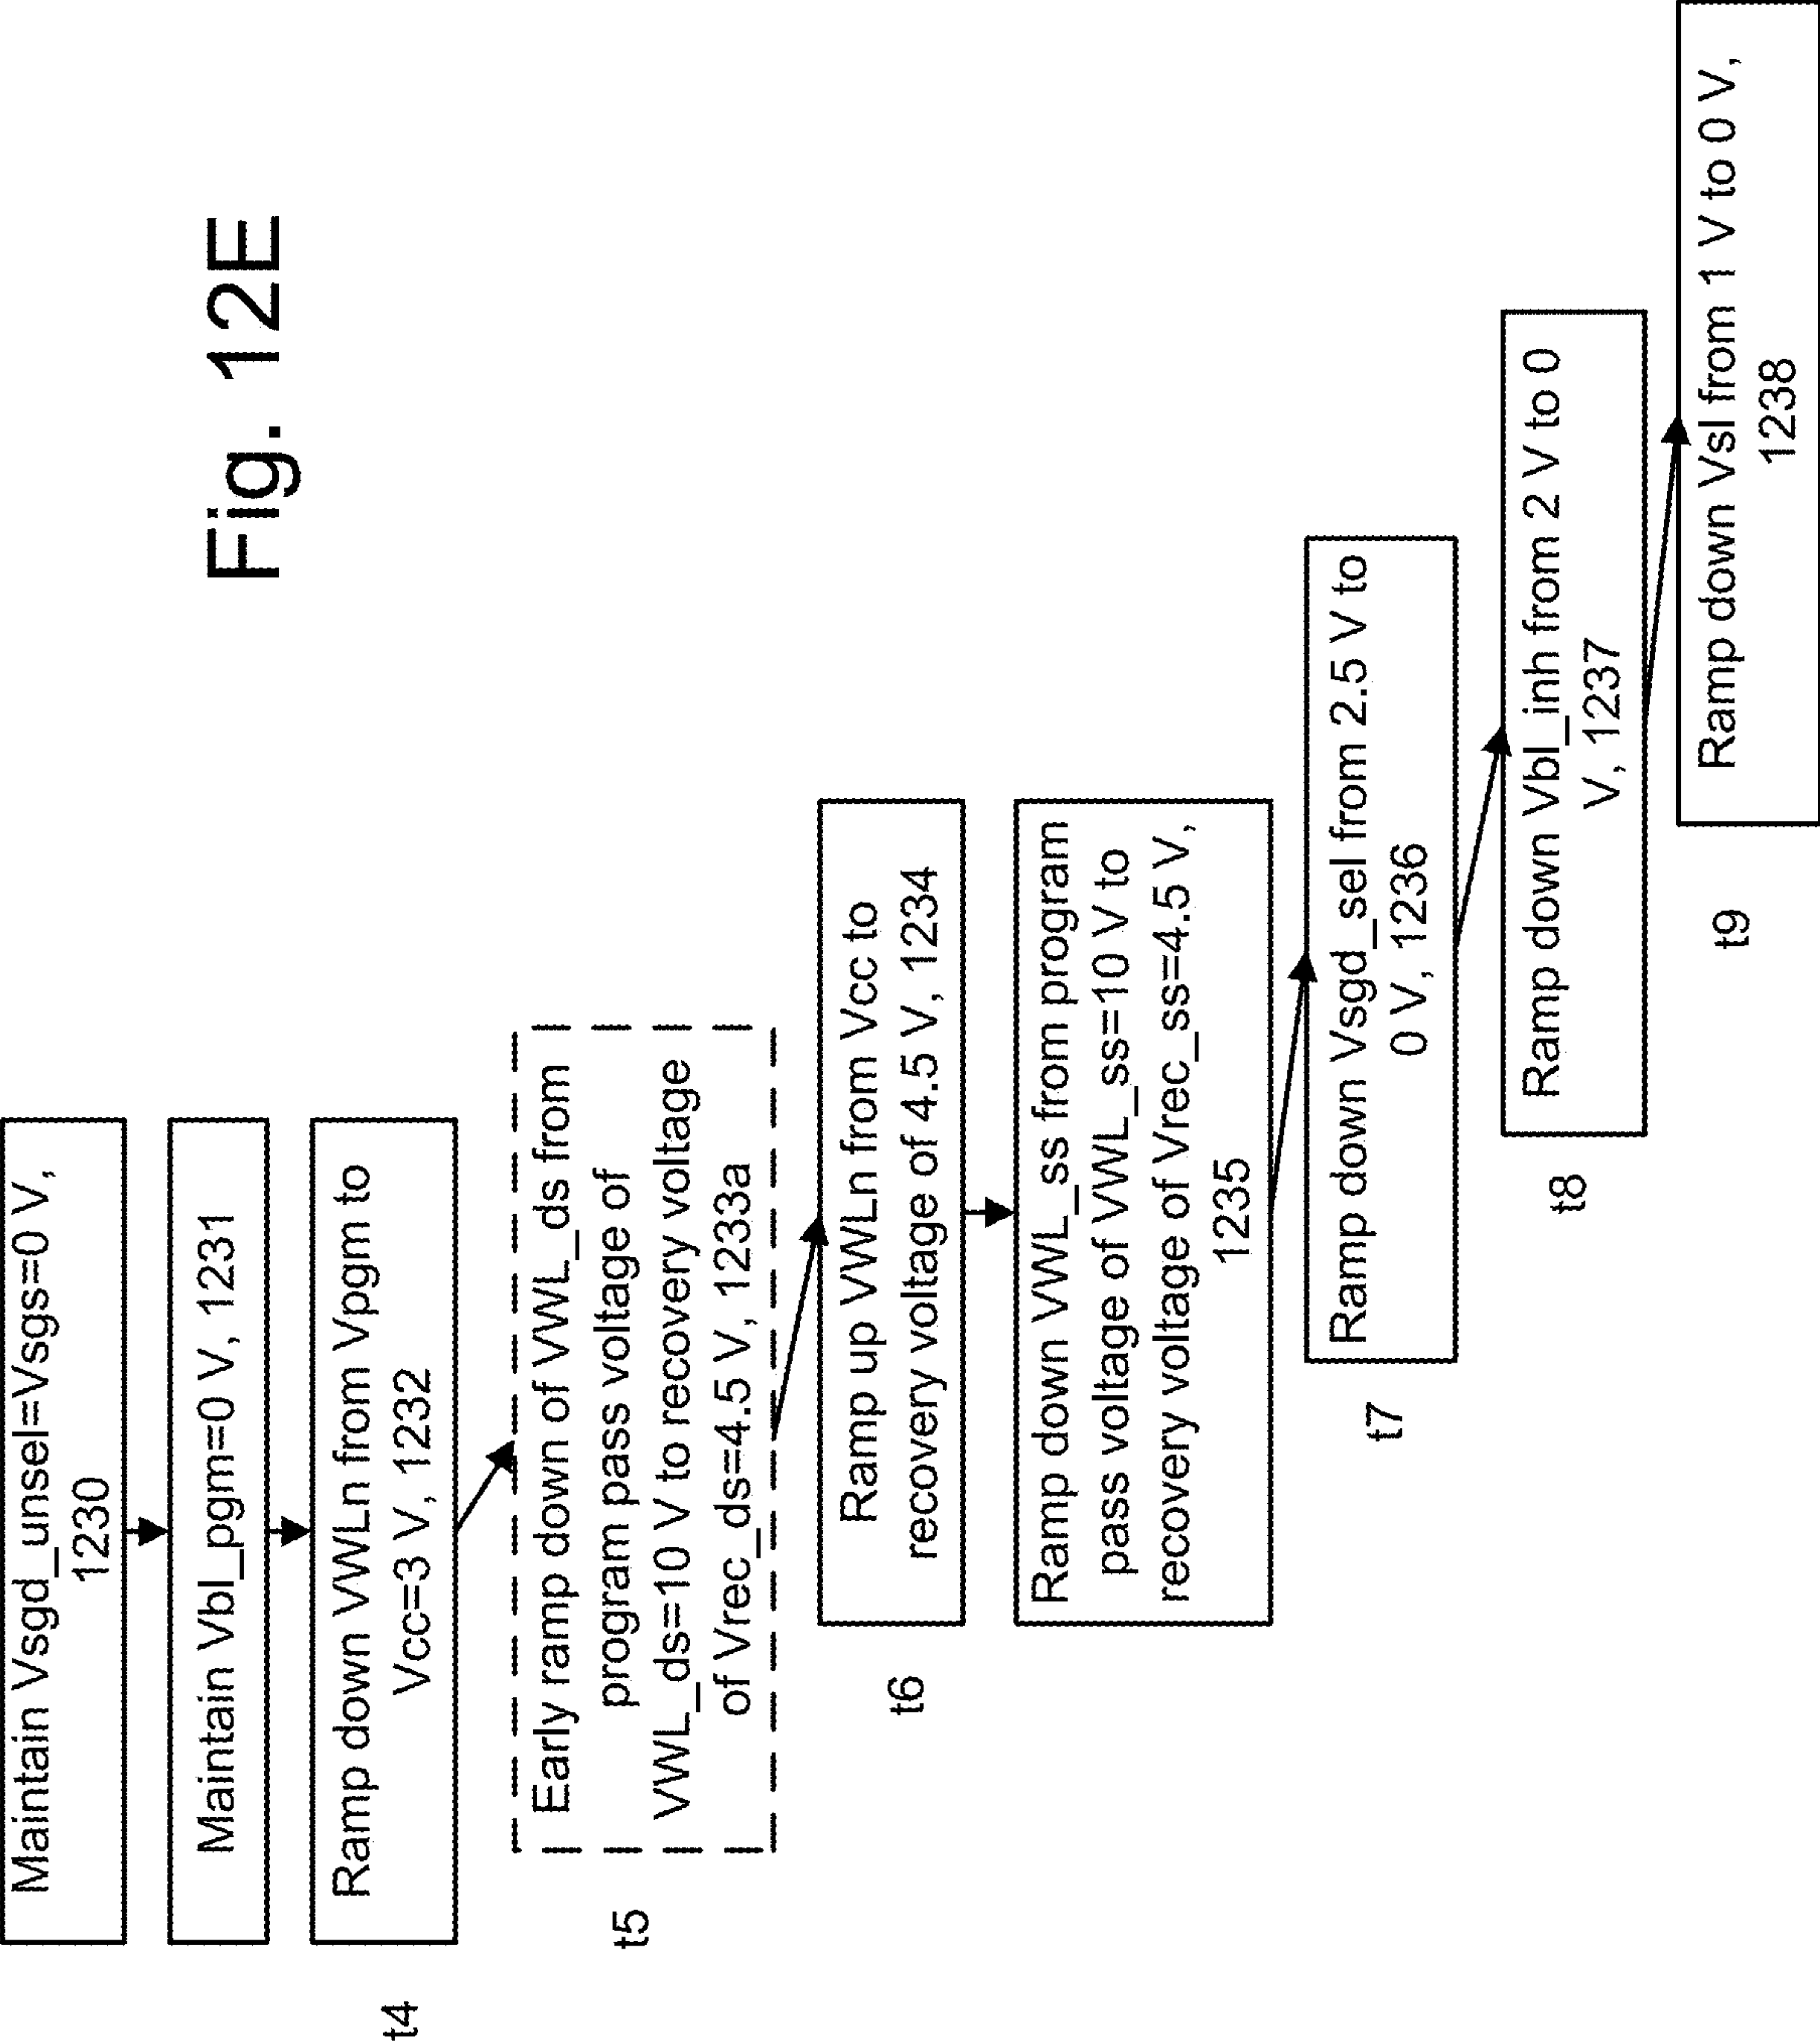 Fig. 12E
Maintain Vsgd_unsel=Vsgs=0 V,
1230
Maintain Vbl_pgm=0 V, 1231
t4
Ramp down VWLn from Vpgm to
Vcc=3 V, 1232
t5
Early ramp down of VWL_ds from
program pass voltage of
VWL_ds=10 V to recovery voltage
of Vrec_ds=4.5 V, 1233a
t6
Ramp up VWLn from Vcc to
recovery voltage of 4.5 V, 1234
Ramp down VWL_ss from program
pass voltage of VWL_ss=10 V to
recovery voltage of Vrec_ss=4.5 V,
1235
t7
Ramp down Vsgd_sel from 2.5 V to
0 V, 1236
t8
Ramp down Vbl_inh from 2 V to 0
V, 1237
t9
Ramp down Vsl from 1 V to 0 V,
1238